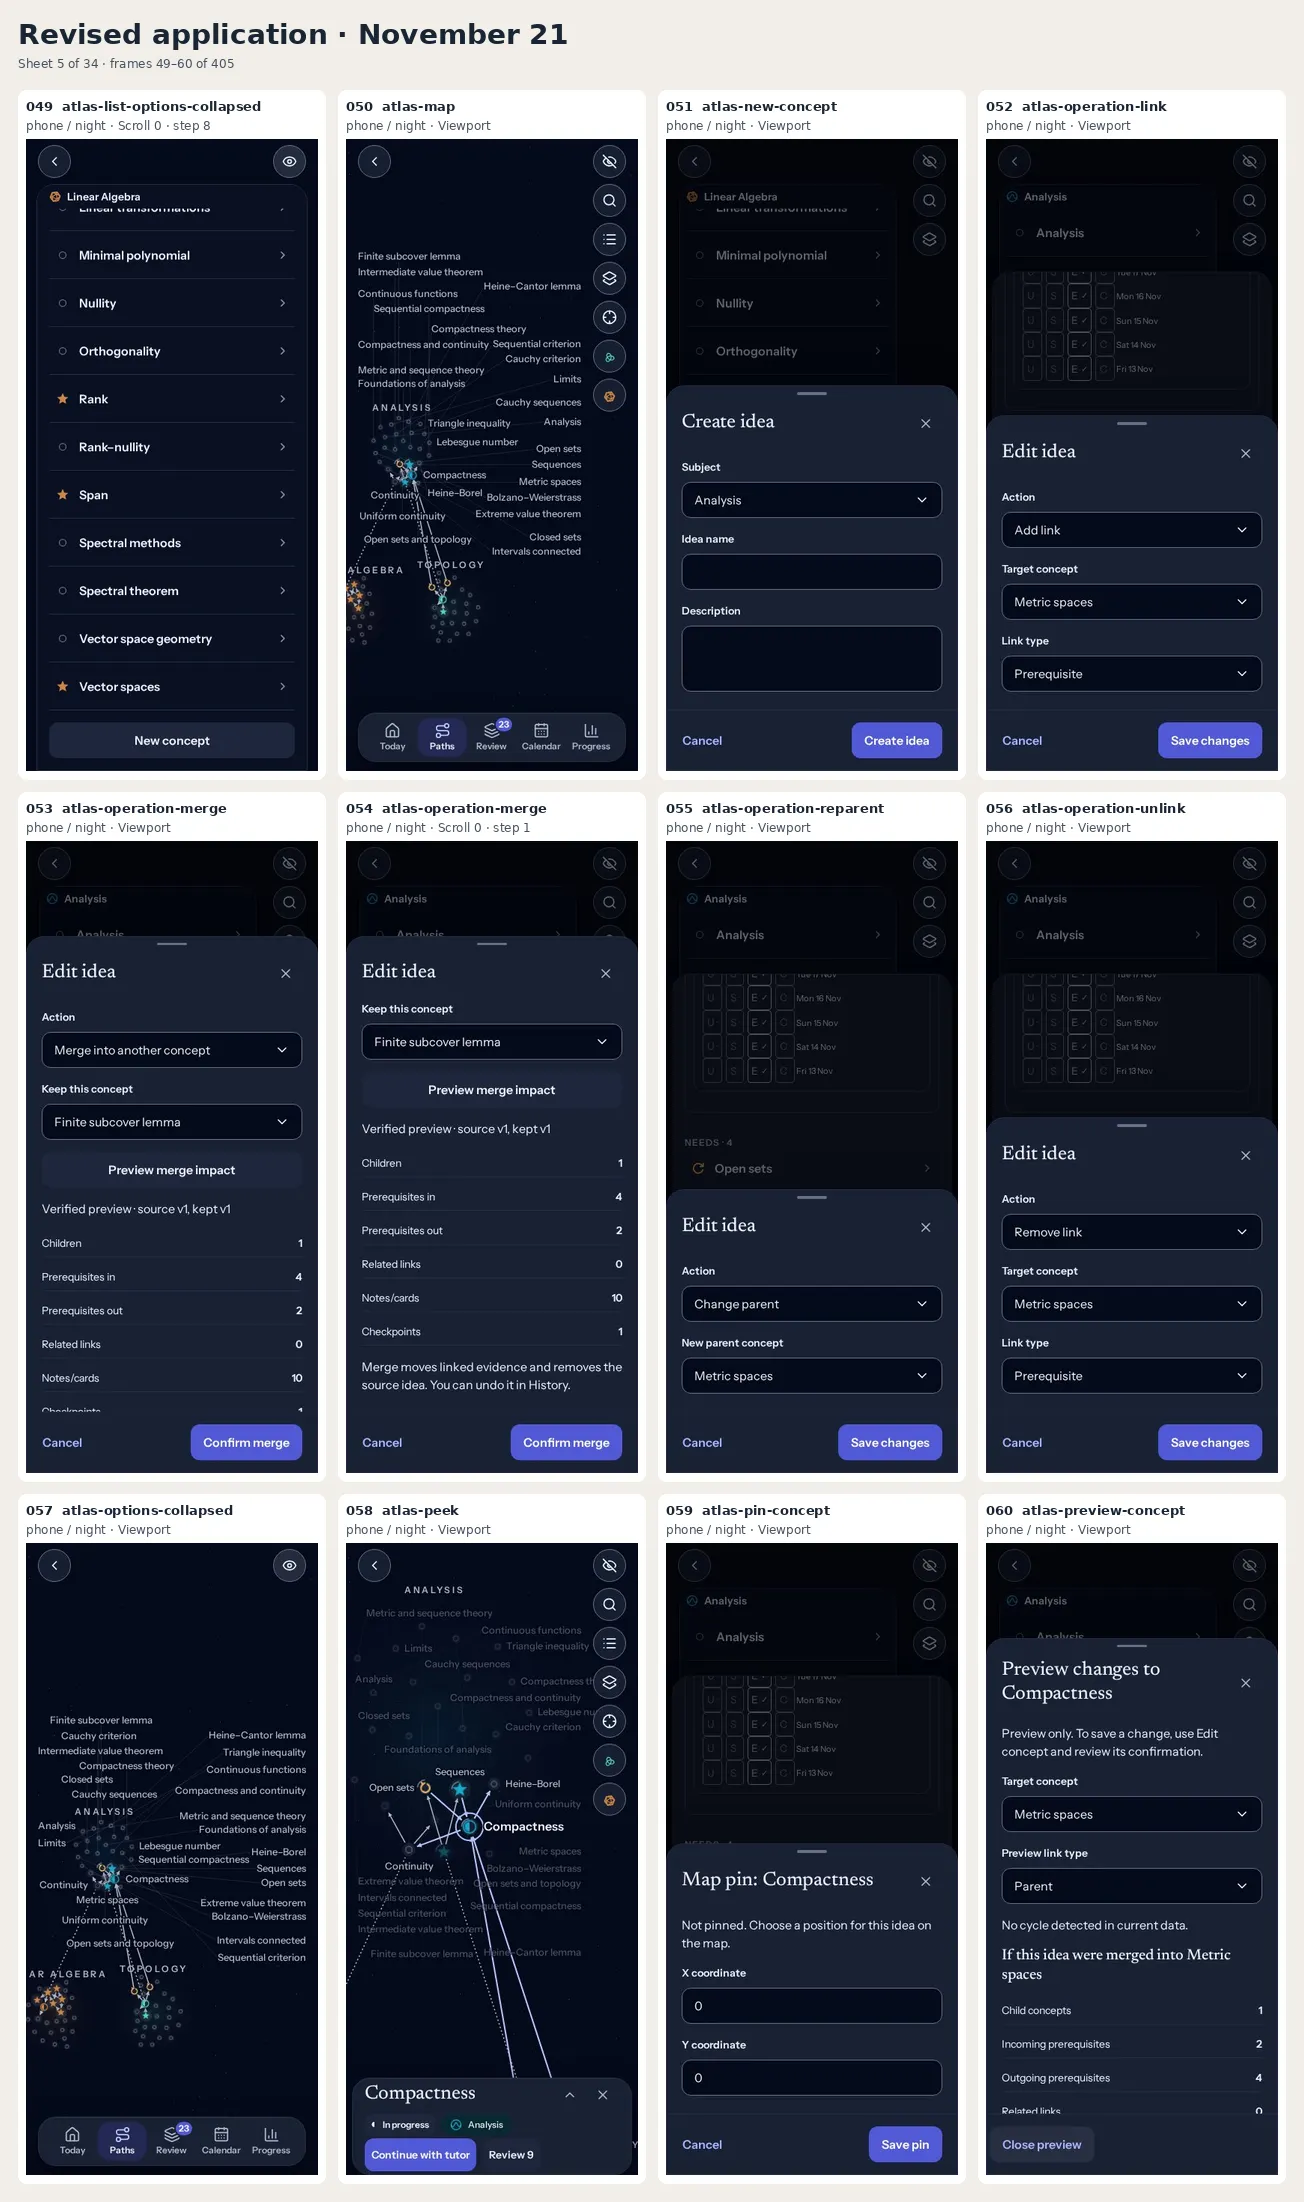 Revised application · November 21
Sheet 5 of 34 · frames 49–60 of 405
049 atlas-list-options-collapsed
phone / night · Scroll 0 · step 8
Linear Algebra
Linear transformations
Minimal polynomial
Nullity
Orthogonality
Rank
Rank–nullity
Span
Spectral methods
Spectral theorem
Vector space geometry
Vector spaces
New concept
050 atlas-map
phone / night · Viewport
Finite subcover lemma
Intermediate value theorem
Heine–Cantor lemma
Continuous functions
Sequential compactness
Compactness theory
Compactness and continuity
Sequential criterion
Cauchy criterion
Metric and sequence theory
Limits
Foundations of analysis
Cauchy sequences
ANALYSIS
Triangle inequality
Analysis
Lebesgue number
Open sets
Sequences
Compactness
Metric spaces
Continuity
Heine–Borel
Bolzano–Weierstrass
Uniform continuity
Extreme value theorem
Open sets and topology
Closed sets
Intervals connected
ALGEBRA
TOPOLOGY
23
Today
Paths
Review
Calendar
Progress
051 atlas-new-concept
phone / night · Viewport
Linear Algebra
Linear transformations
Minimal polynomial
Nullity
Orthogonality
Create idea
Subject
Analysis
Idea name
Description
Cancel
Create idea
052 atlas-operation-link
phone / night · Viewport
Analysis
Analysis
Tue 17 Nov
U S E ✓ C Mon 16 Nov
U S E ✓ C Sun 15 Nov
U S E ✓ C Sat 14 Nov
U S E ✓ C Fri 13 Nov
Edit idea
Action
Add link
Target concept
Metric spaces
Link type
Prerequisite
Cancel
Save changes
053 atlas-operation-merge
phone / night · Viewport
Analysis
Analysis
Edit idea
Action
Merge into another concept
Keep this concept
Finite subcover lemma
Preview merge impact
Verified preview · source v1, kept v1
Children 1
Prerequisites in 4
Prerequisites out 2
Related links 0
Notes/cards 10
Checkpoints 1
Cancel
Confirm merge
054 atlas-operation-merge
phone / night · Scroll 0 · step 1
Analysis
Analysis
Edit idea
Keep this concept
Finite subcover lemma
Preview merge impact
Verified preview · source v1, kept v1
Children 1
Prerequisites in 4
Prerequisites out 2
Related links 0
Notes/cards 10
Checkpoints 1
Merge moves linked evidence and removes the
source idea. You can undo it in History.
Cancel
Confirm merge
055 atlas-operation-reparent
phone / night · Viewport
Analysis
Analysis
Tue 17 Nov
U S E ✓ C Mon 16 Nov
U S E ✓ C Sun 15 Nov
U S E ✓ C Sat 14 Nov
U S E ✓ C Fri 13 Nov
NEEDS · 4
Open sets
Edit idea
Action
Change parent
New parent concept
Metric spaces
Cancel
Save changes
056 atlas-operation-unlink
phone / night · Viewport
Analysis
Analysis
Tue 17 Nov
U S E ✓ C Mon 16 Nov
U S E ✓ C Sun 15 Nov
U S E ✓ C Sat 14 Nov
U S E ✓ C Fri 13 Nov
Edit idea
Action
Remove link
Target concept
Metric spaces
Link type
Prerequisite
Cancel
Save changes
057 atlas-options-collapsed
phone / night · Viewport
Finite subcover lemma
Cauchy criterion
Heine–Cantor lemma
Intermediate value theorem
Triangle inequality
Compactness theory
Continuous functions
Closed sets
Cauchy sequences
Compactness and continuity
ANALYSIS
Metric and sequence theory
Analysis
Foundations of analysis
Limits
Lebesgue number
Heine–Borel
Sequential compactness
Sequences
Continuity
Compactness
Open sets
Metric spaces
Extreme value theorem
Uniform continuity
Bolzano–Weierstrass
Open sets and topology
Intervals connected
Sequential criterion
AR ALGEBRA
TOPOLOGY
23
Today
Paths
Review
Calendar
Progress
058 atlas-peek
phone / night · Viewport
ANALYSIS
Metric and sequence theory
Continuous functions
Limits
Triangle inequality
Cauchy sequences
Analysis
Compactness th
Compactness and continuity
Closed sets
Lebesgue nu
Cauchy criterion
Foundations of analysis
Sequences
Open sets
Heine–Borel
Uniform continuity
Compactness
Metric spaces
Continuity
Bolzano–Weierstrass
Extreme value theorem
Open sets and topology
Intervals connected
Sequential compactness
Sequential criterion
Intermediate value theorem
Finite subcover lemma
Heine–Cantor lemma
Compactness
In progress
Analysis
Continue with tutor
Review 9
Y
059 atlas-pin-concept
phone / night · Viewport
Analysis
Analysis
Tue 17 Nov
U S E ✓ C Mon 16 Nov
U S E ✓ C Sun 15 Nov
U S E ✓ C Sat 14 Nov
U S E ✓ C Fri 13 Nov
NEEDS · 4
Map pin: Compactness
Not pinned. Choose a position for this idea on
the map.
X coordinate
0
Y coordinate
0
Cancel
Save pin
060 atlas-preview-concept
phone / night · Viewport
Analysis
Analysis
Preview changes to
Compactness
Preview only. To save a change, use Edit
concept and review its confirmation.
Target concept
Metric spaces
Preview link type
Parent
No cycle detected in current data.
If this idea were merged into Metric
spaces
Child concepts 1
Incoming prerequisites 2
Outgoing prerequisites 4
Related links 0
Close preview